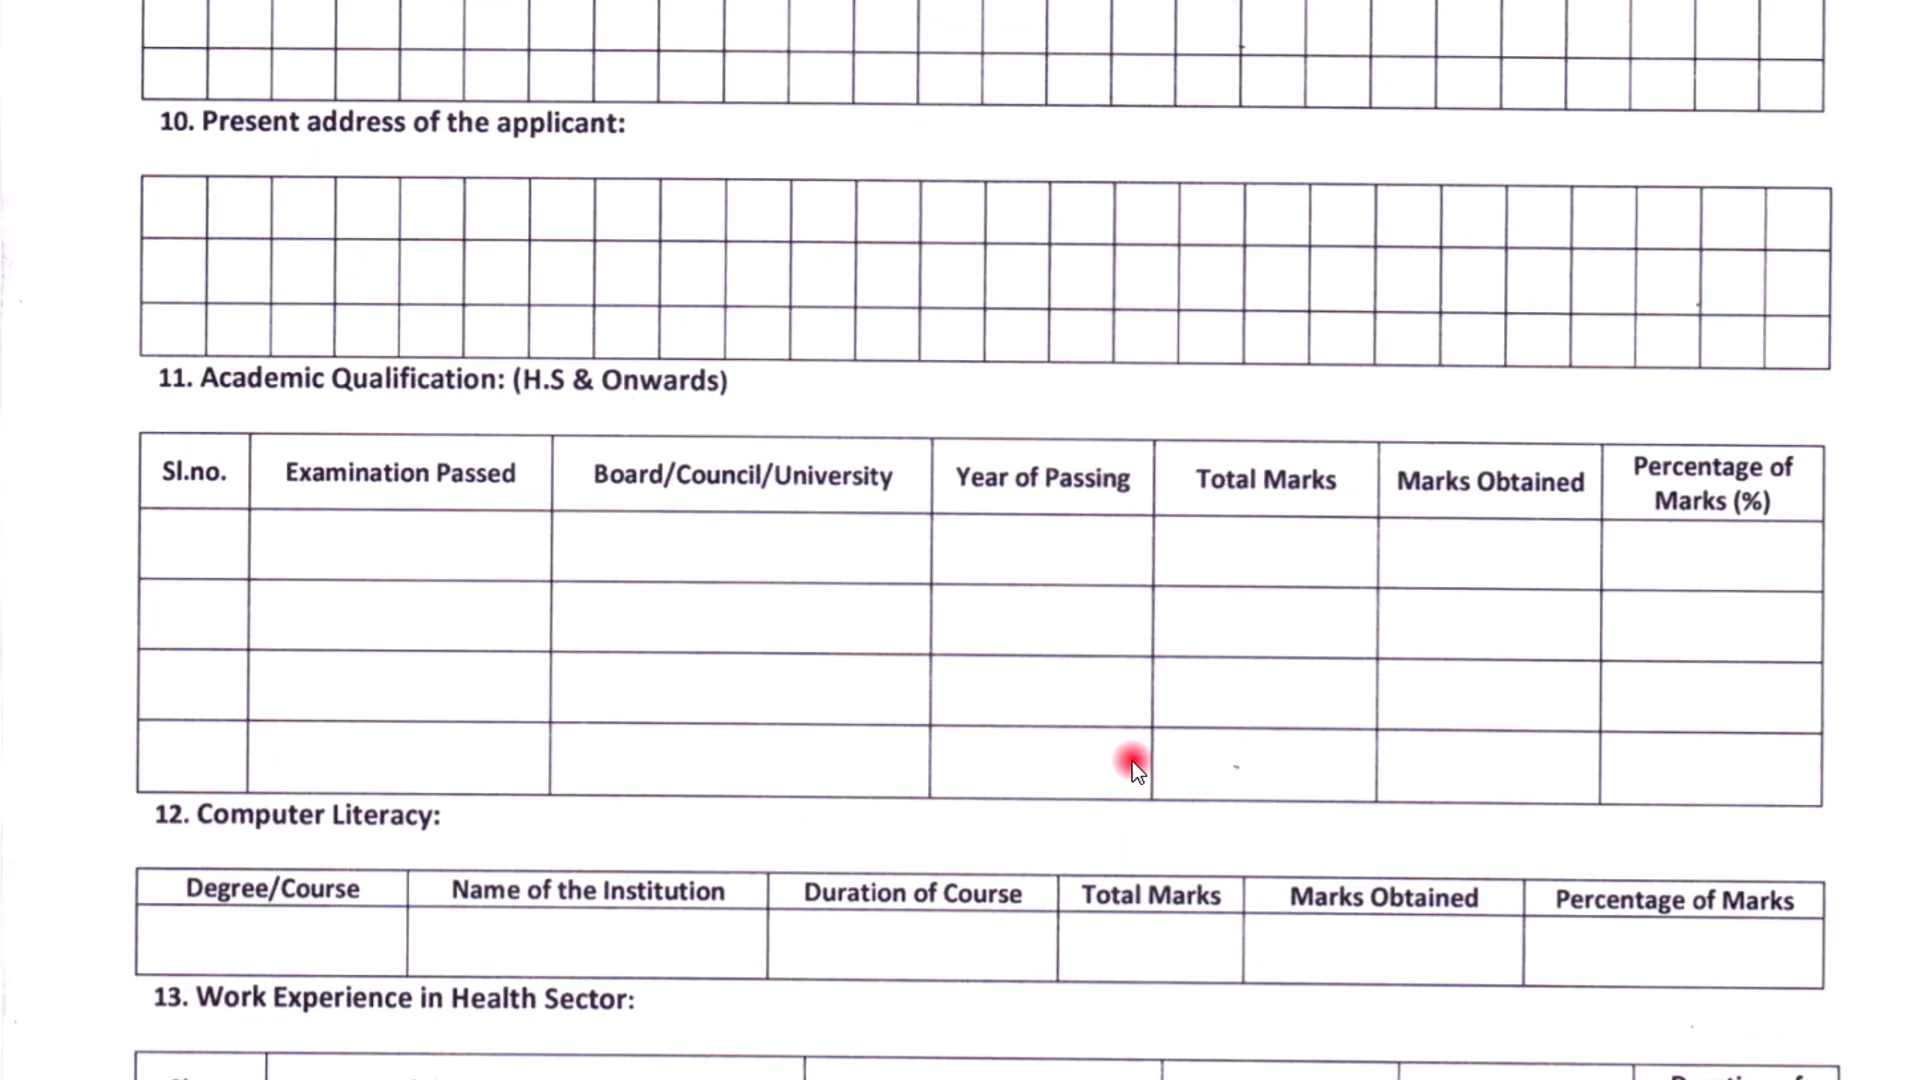 10. Present address of the applicant:
11. Academic Qualification: (H.S & Onwards)
Sl.no. Examination Passed Board/Council/University Year of Passing Total Marks Marks Obtained Percentage of Marks (%)
12. Computer Literacy:
Degree/Course Name of the Institution Duration of Course Total Marks Marks Obtained Percentage of Marks
13. Work Experience in Health Sector: